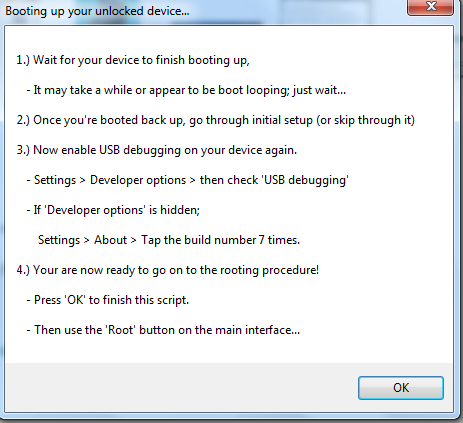 Booting up your unlocked device...
1.) Wait for your device to finish booting up,
- It may take a while or appear to be boot looping; just wait...
2.) Once you're booted back up, go through initial setup (or skip through it)
3.) Now enable USB debugging on your device again.
- Settings > Developer options > then check 'USB debugging'
- If 'Developer options' is hidden;
Settings > About > Tap the build number 7 times.
4.) Your are now ready to go on to the rooting procedure!
- Press 'OK' to finish this script.
- Then use the 'Root' button on the main interface...
OK